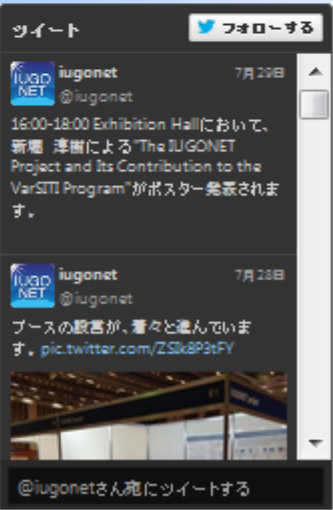 ツイート
フォローする
IUGO
NET
iugonet
7月29日
@iugonet
16:00-18:00 Exhibition Hallにおいて、
新堀 淳樹による"The IUGONET
Project and Its Contribution to the
VarSITI Program"がポスター発表されま
す。
IUGO
NET
iugonet
7月28日
@iugonet
ブースの設営が、着々と進んでいま
す。pic.twitter.com/ZSIk8P3tFY
@iugonetさん宛にツイートする